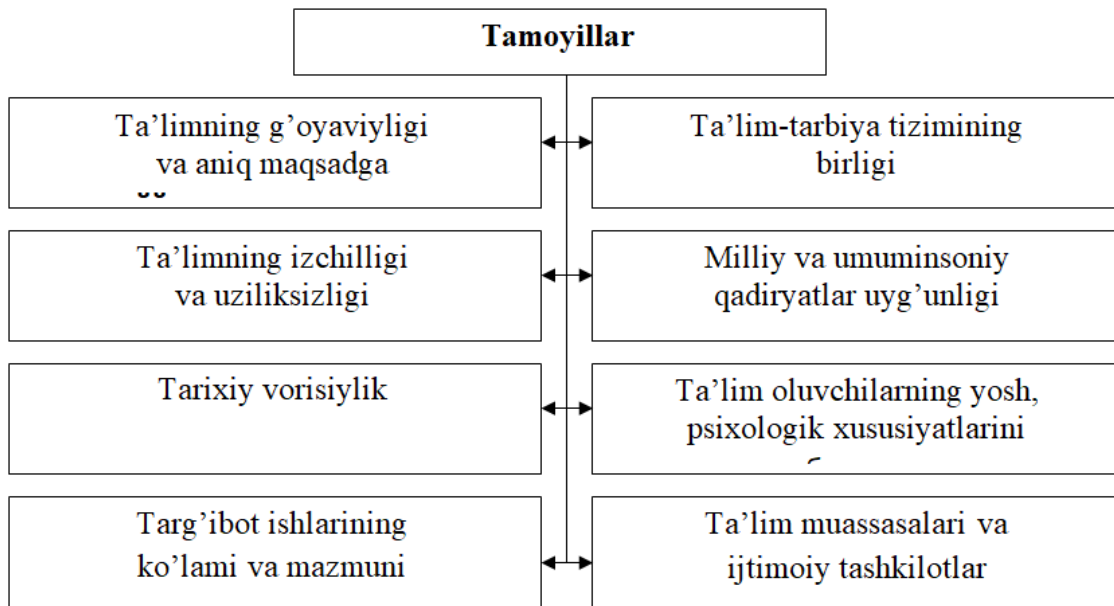 Tamoyillar
Ta’limning g’oyaviyligi
va aniq maqsadga
Ta’lim-tarbiya tizimining
birligi
Ta’limning izchilligi
va uziliksizligi
Milliy va umuminsoniy
qadiryatlar uyg’unligi
Tarixiy vorisiylik
Ta’lim oluvchilarning yosh,
psixologik xususiyatlarini
Targ’ibot ishlarining
ko’lami va mazmuni
Ta’lim muassasalari va
ijtimoiy tashkilotlar